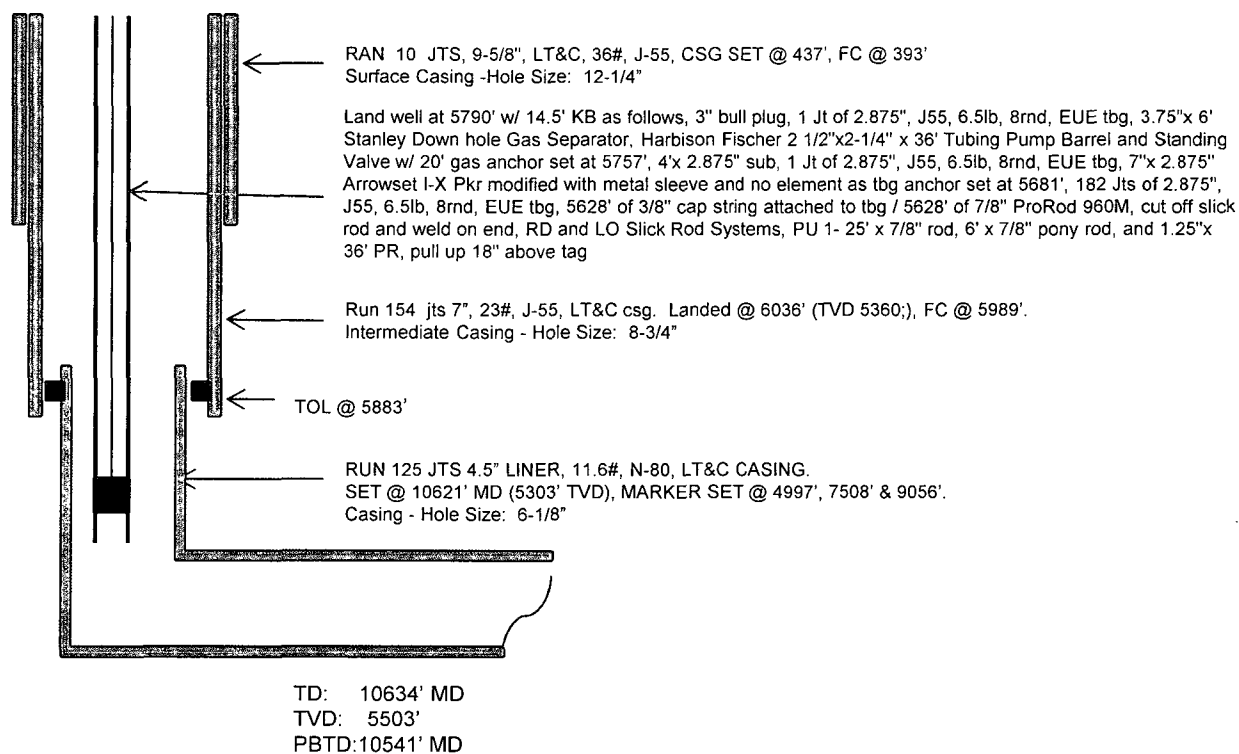 RAN 10 JTS, 9-5/8", LT&C, 36#, J-55, CSG SET @ 437', FC @ 393'
Surface Casing -Hole Size: 12-1/4"
Land well at 5790' w/ 14.5' KB as follows, 3" bull plug, 1 Jt of 2.875", J55, 6.5lb, 8rnd, EUE tbg, 3.75"x 6'
Stanley Down hole Gas Separator, Harbison Fischer 2 1/2"x2-1/4" x 36' Tubing Pump Barrel and Standing
Valve w/ 20' gas anchor set at 5757', 4'x 2.875" sub, 1 Jt of 2.875", J55, 6.5lb, 8rnd, EUE tbg, 7"x 2.875"
Arrowset I-X Pkr modified with metal sleeve and no element as tbg anchor set at 5681', 182 Jts of 2.875",
J55, 6.5lb, 8rnd, EUE tbg, 5628' of 3/8" cap string attached to tbg / 5628' of 7/8" ProRod 960M, cut off slick
rod and weld on end, RD and LO Slick Rod Systems, PU 1- 25' x 7/8" rod, 6' x 7/8" pony rod, and 1.25"x
36' PR, pull up 18" above tag
Run 154 jts 7", 23#, J-55, LT&C csg. Landed @ 6036' (TVD 5360;), FC @ 5989'.
Intermediate Casing - Hole Size: 8-3/4"
TOL @ 5883'
RUN 125 JTS 4.5" LINER, 11.6#, N-80, LT&C CASING.
SET @ 10621' MD (5303' TVD), MARKER SET @ 4997', 7508' & 9056'.
Casing - Hole Size: 6-1/8"
TD: 10634' MD
TVD: 5503'
PBTD:10541' MD